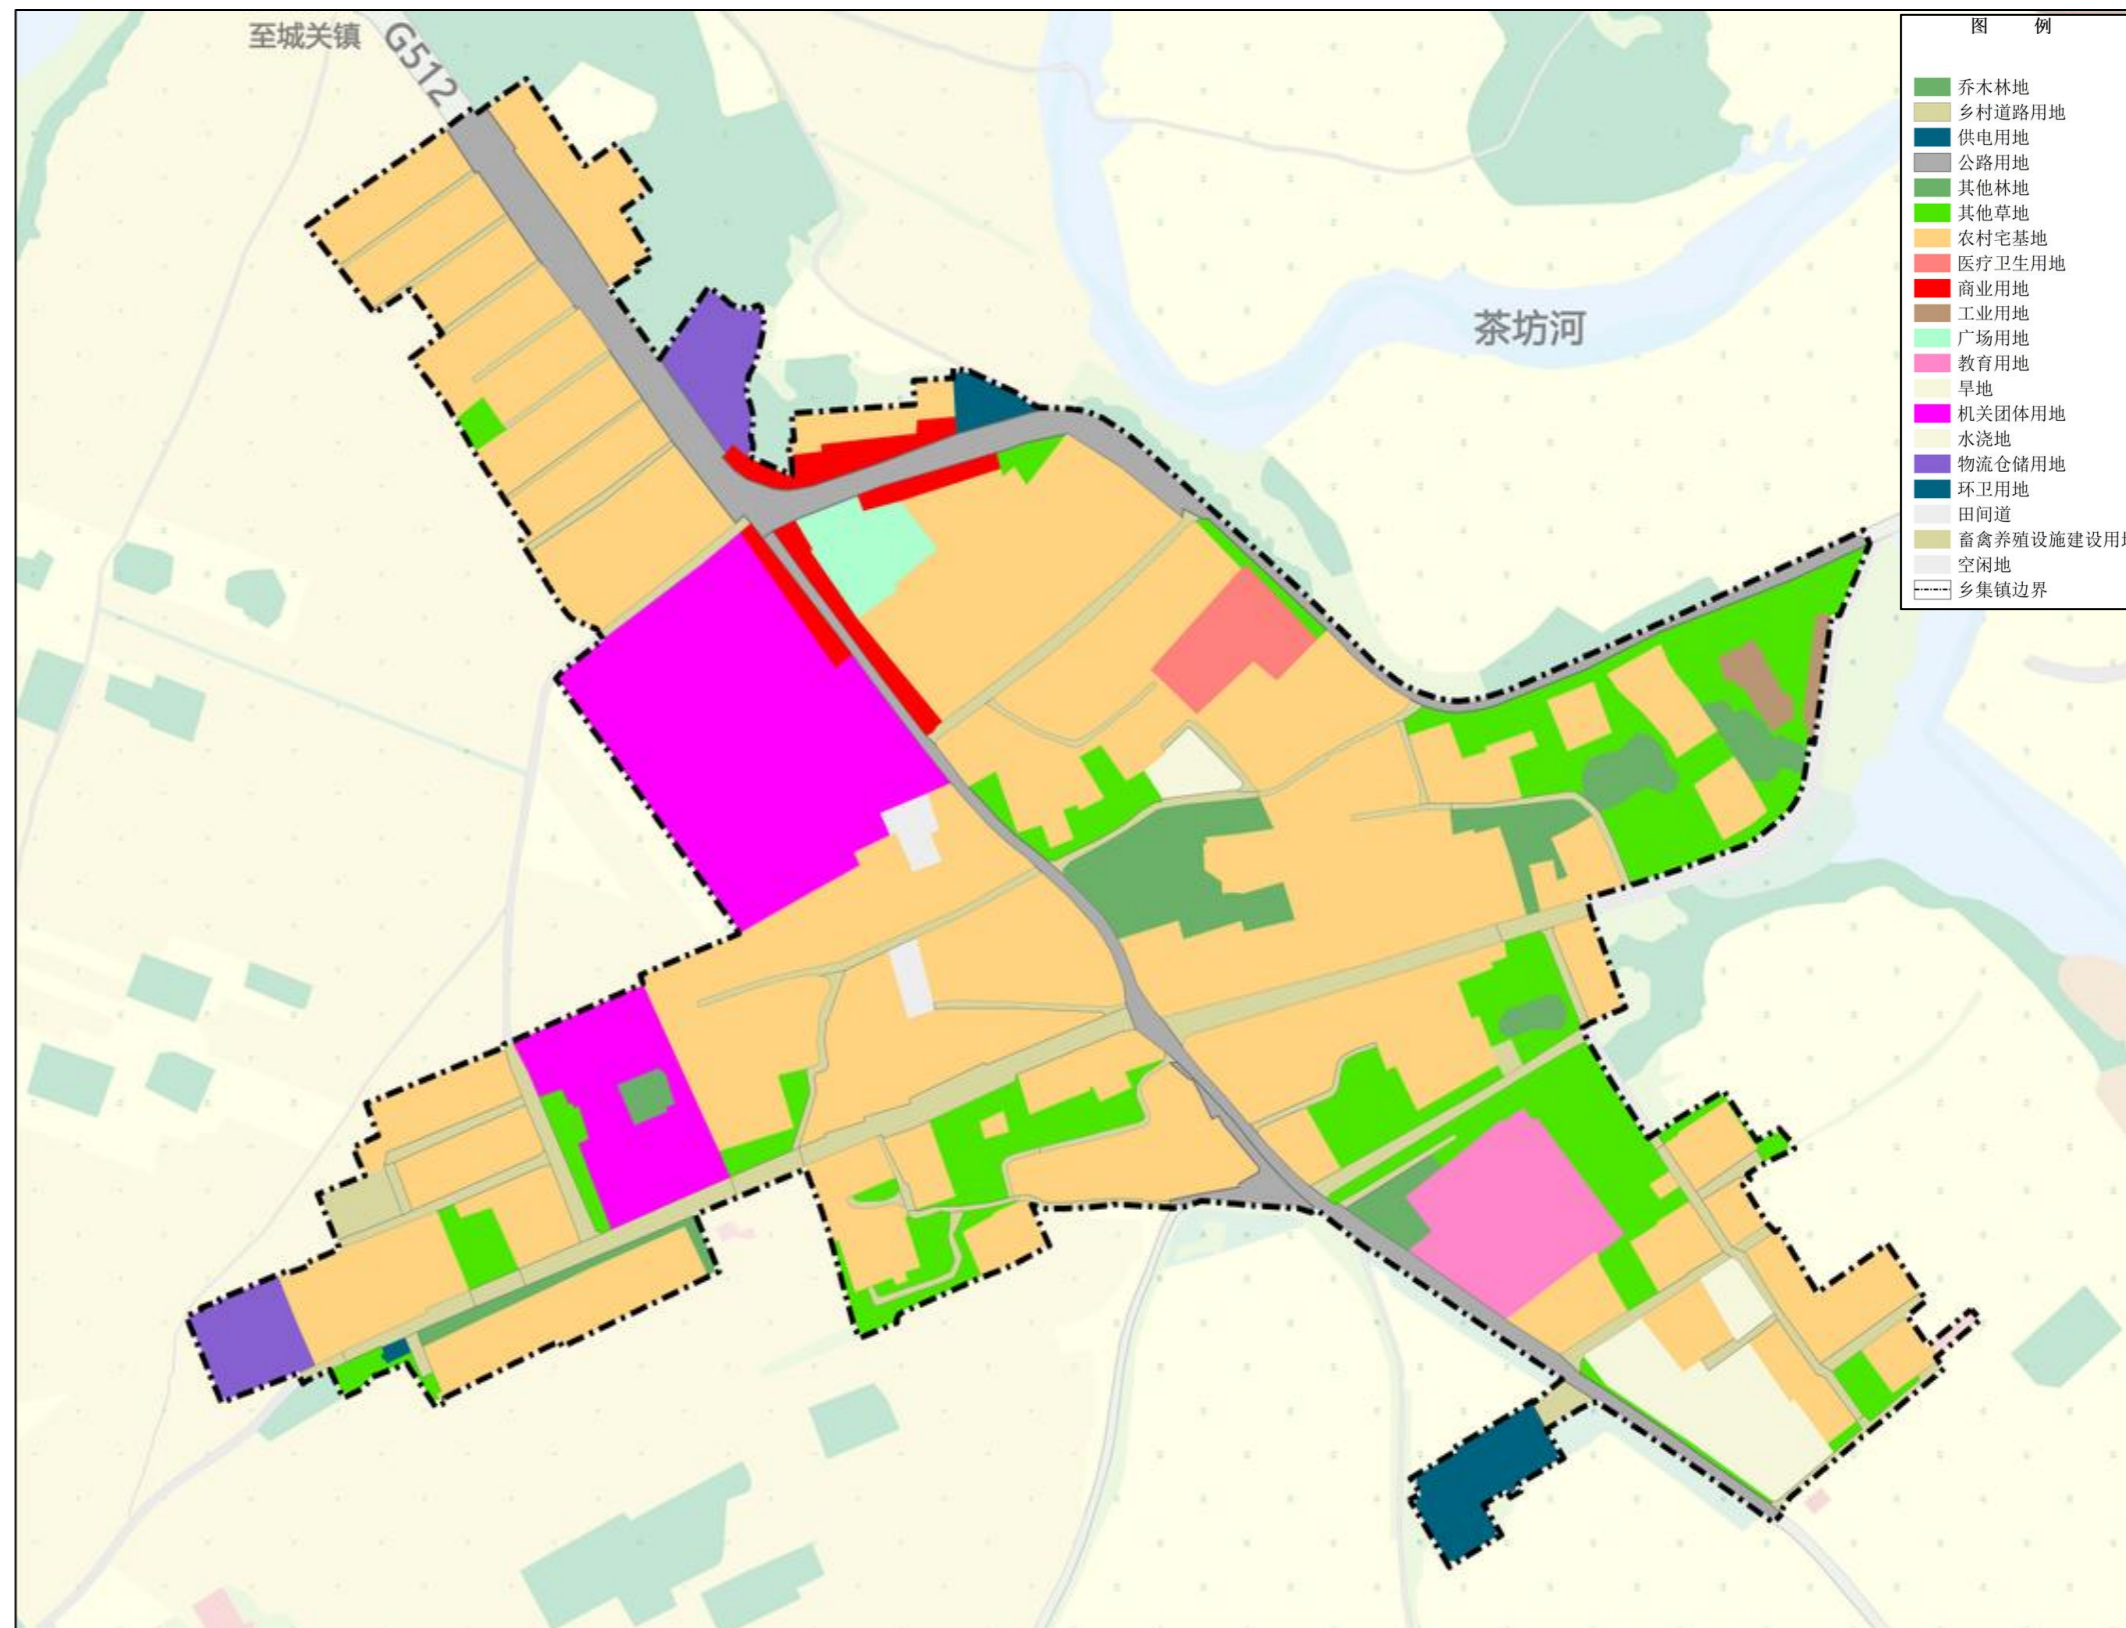 至城关镇
G512
茶坊河
图 例
乔木林地
乡村道路用地
供电用地
公路用地
其他林地
其他草地
农村宅基地
医疗卫生用地
商业用地
工业用地
广场用地
教育用地
旱地
机关团体用地
水浇地
物流仓储用地
环卫用地
田间道
畜禽养殖设施建设用地
空闲地
乡集镇边界